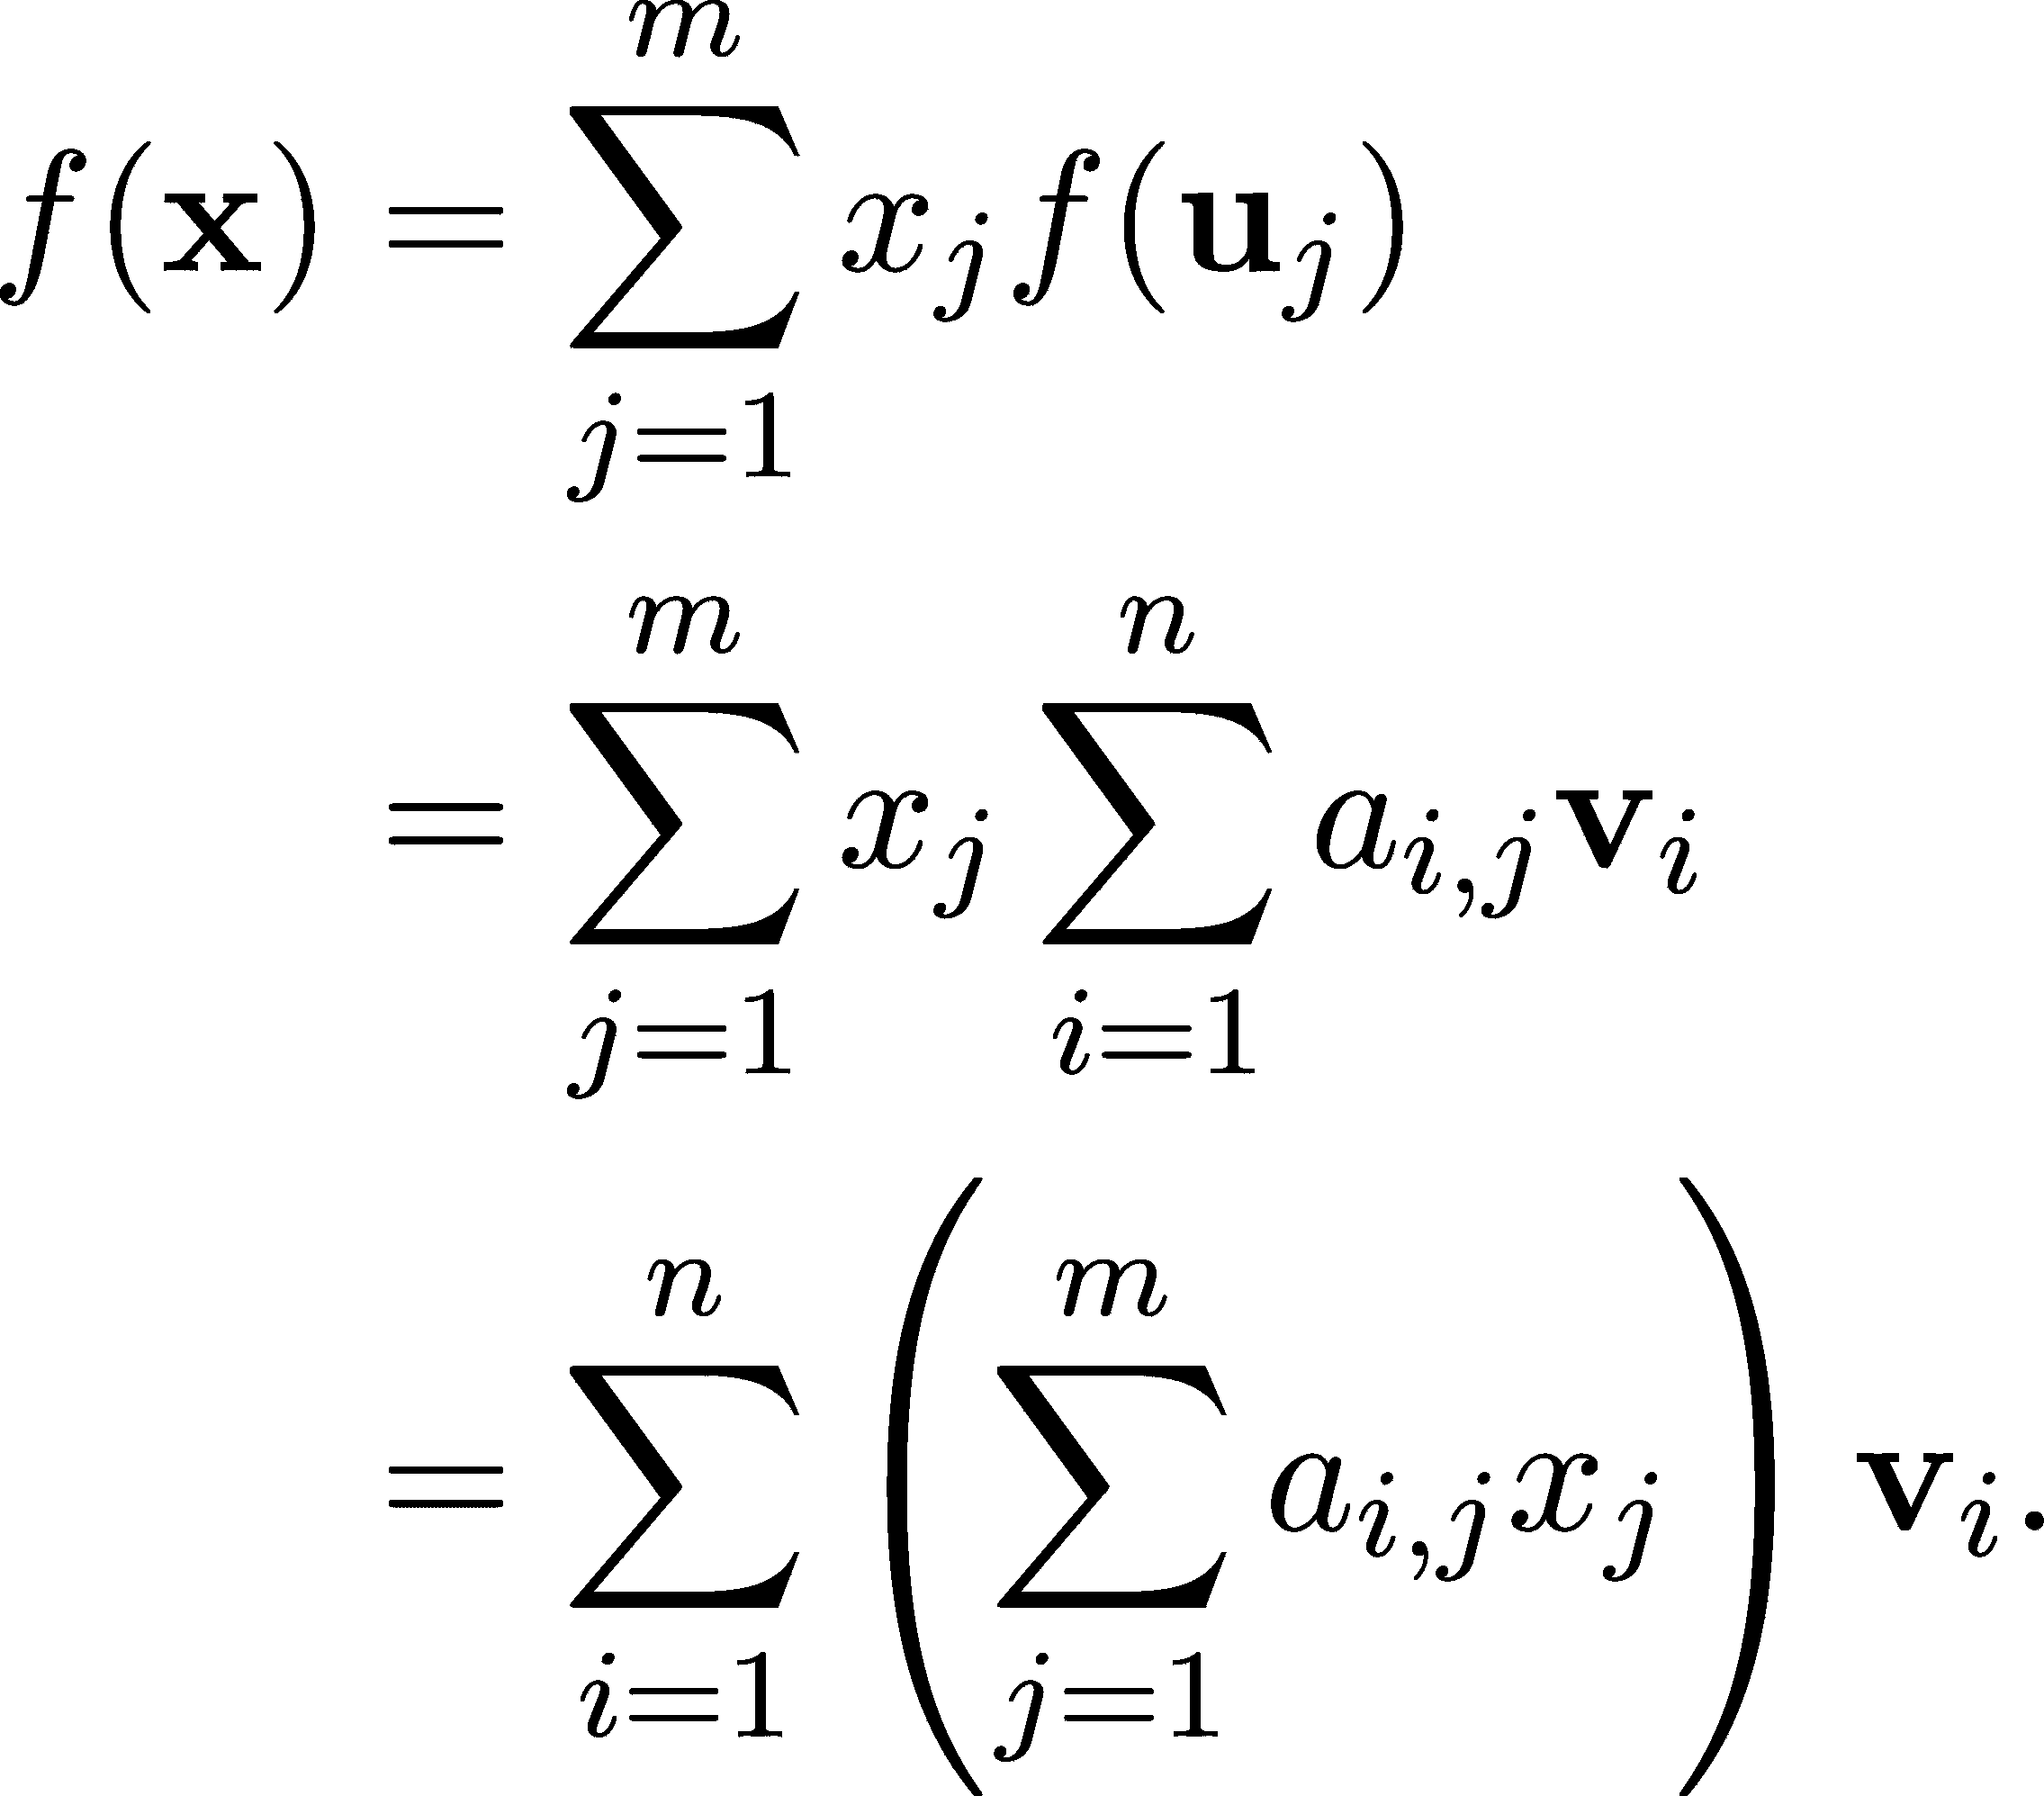 f(\mathbf{x}) = \sum_{j=1}^{m} x_j f(\mathbf{u}_j)
= \sum_{j=1}^{m} x_j \sum_{i=1}^{n} a_{i,j} \mathbf{v}_i
= \sum_{i=1}^{n} \left( \sum_{j=1}^{m} a_{i,j} x_j \right) \mathbf{v}_i.